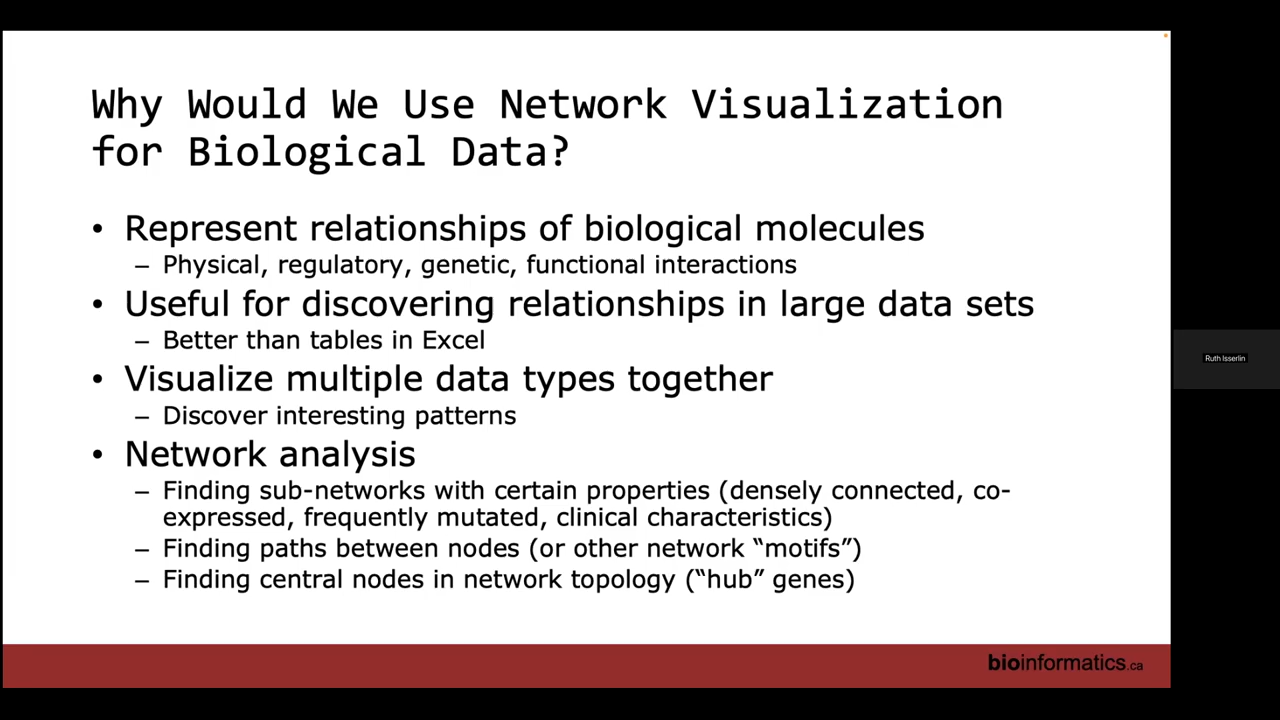 Why Would We Use Network Visualization
for Biological Data?
• Represent relationships of biological molecules
– Physical, regulatory, genetic, functional interactions
• Useful for discovering relationships in large data sets
– Better than tables in Excel
• Visualize multiple data types together
– Discover interesting patterns
• Network analysis
– Finding sub-networks with certain properties (densely connected, co-
expressed, frequently mutated, clinical characteristics)
– Finding paths between nodes (or other network “motifs”)
– Finding central nodes in network topology (“hub” genes)
bioinformatics.ca
Ruth Isserlin